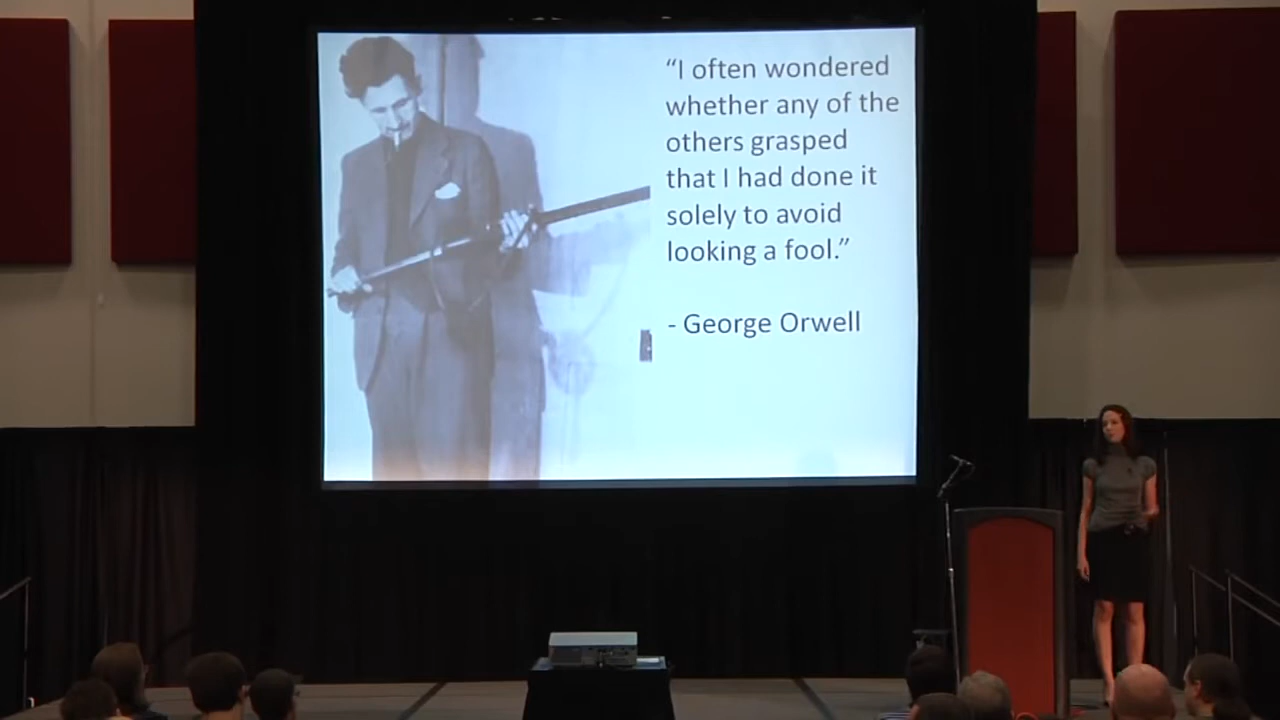 “I often wondered
whether any of the
others grasped
that I had done it
solely to avoid
looking a fool.”
- George Orwell